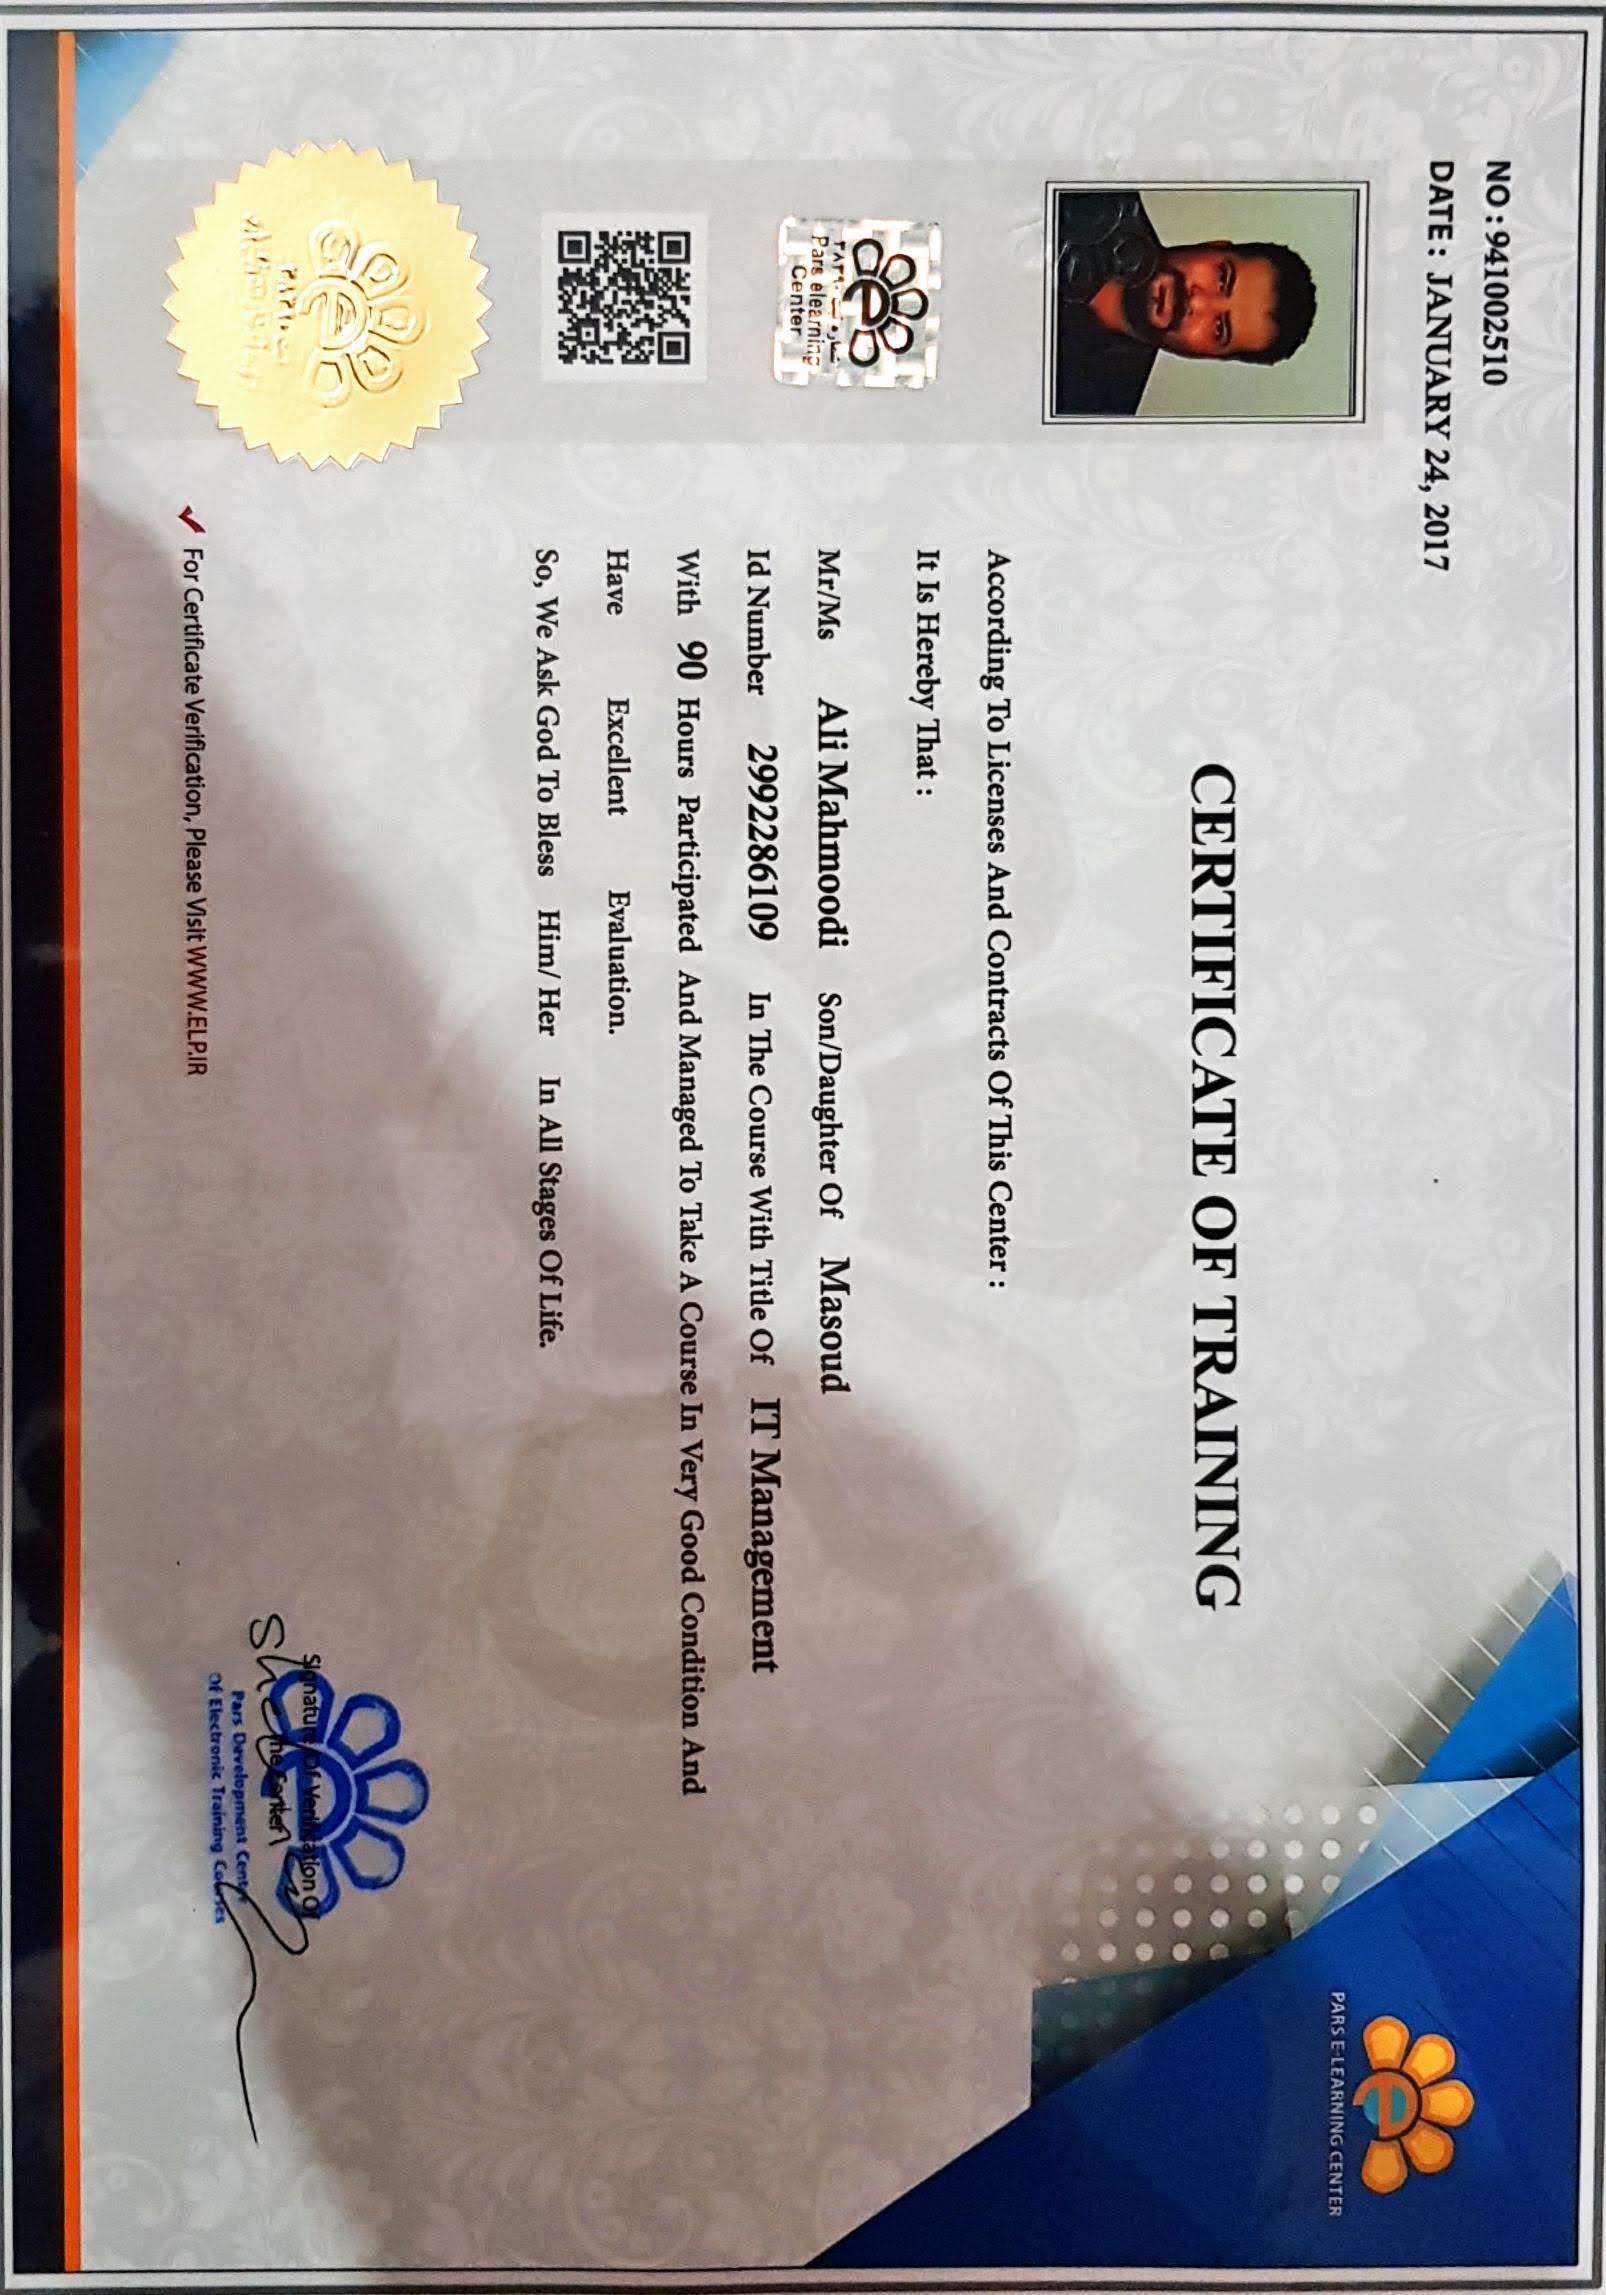 NO : 941002510
DATE : JANUARY 24, 2017
PARS E-LEARNING CENTER
CERTIFICATE OF TRAINING
According To Licenses And Contracts Of This Center :
It Is Hereby That :
Mr/Ms Ali Mahmoodi Son/Daughter Of Masoud
Id Number 2992286109 In The Course With Title Of IT Management
With 90 Hours Participated And Managed To Take A Course In Very Good Condition And
Have Excellent Evaluation.
So, We Ask God To Bless Him/ Her In All Stages Of Life.
Pars elearning
Center
Signature Of Verification Of
The Center
Pars Development Center
Of Electronic Training Courses
✓ For Certificate Verification, Please Visit WWW.ELP.IR